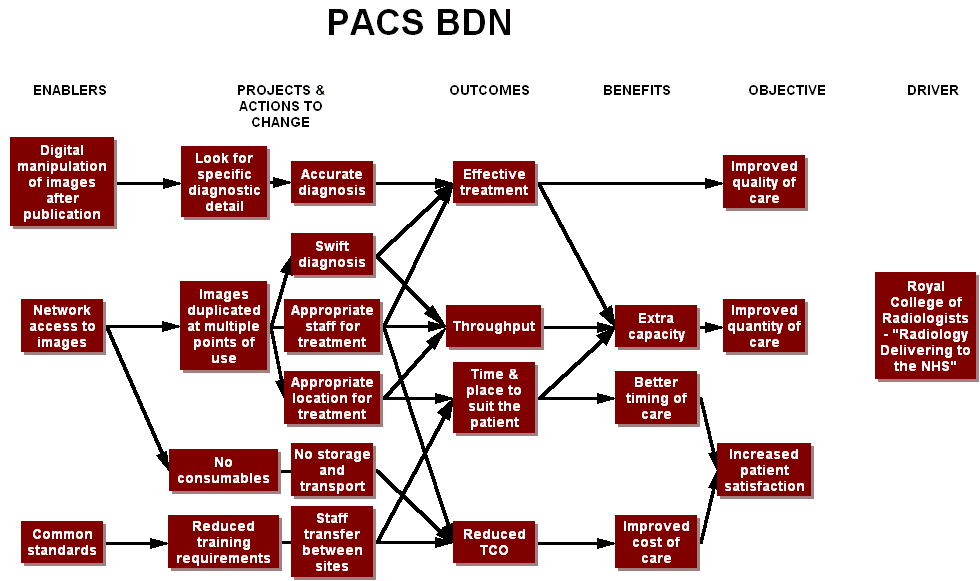 PACS BDN
ENABLERS
PROJECTS &
ACTIONS TO
CHANGE
OUTCOMES
BENEFITS
OBJECTIVE
DRIVER
Digital
manipulation
of images
after
publication
Look for
specific
diagnostic
detail
Accurate
diagnosis
Effective
treatment
Improved
quality of
care
Swift
diagnosis
Network
access to
images
Images
duplicated
at multiple
points of
use
Appropriate
staff for
treatment
Throughput
Extra
capacity
Improved
quantity of
care
Royal
College of
Radiologists
- "Radiology
Delivering to
the NHS"
Appropriate
location for
treatment
Time &
place to
suit the
patient
Better
timing of
care
No
consumables
No storage
and
transport
Increased
patient
satisfaction
Common
standards
Reduced
training
requirements
Staff
transfer
between
sites
Reduced
TCO
Improved
cost of
care